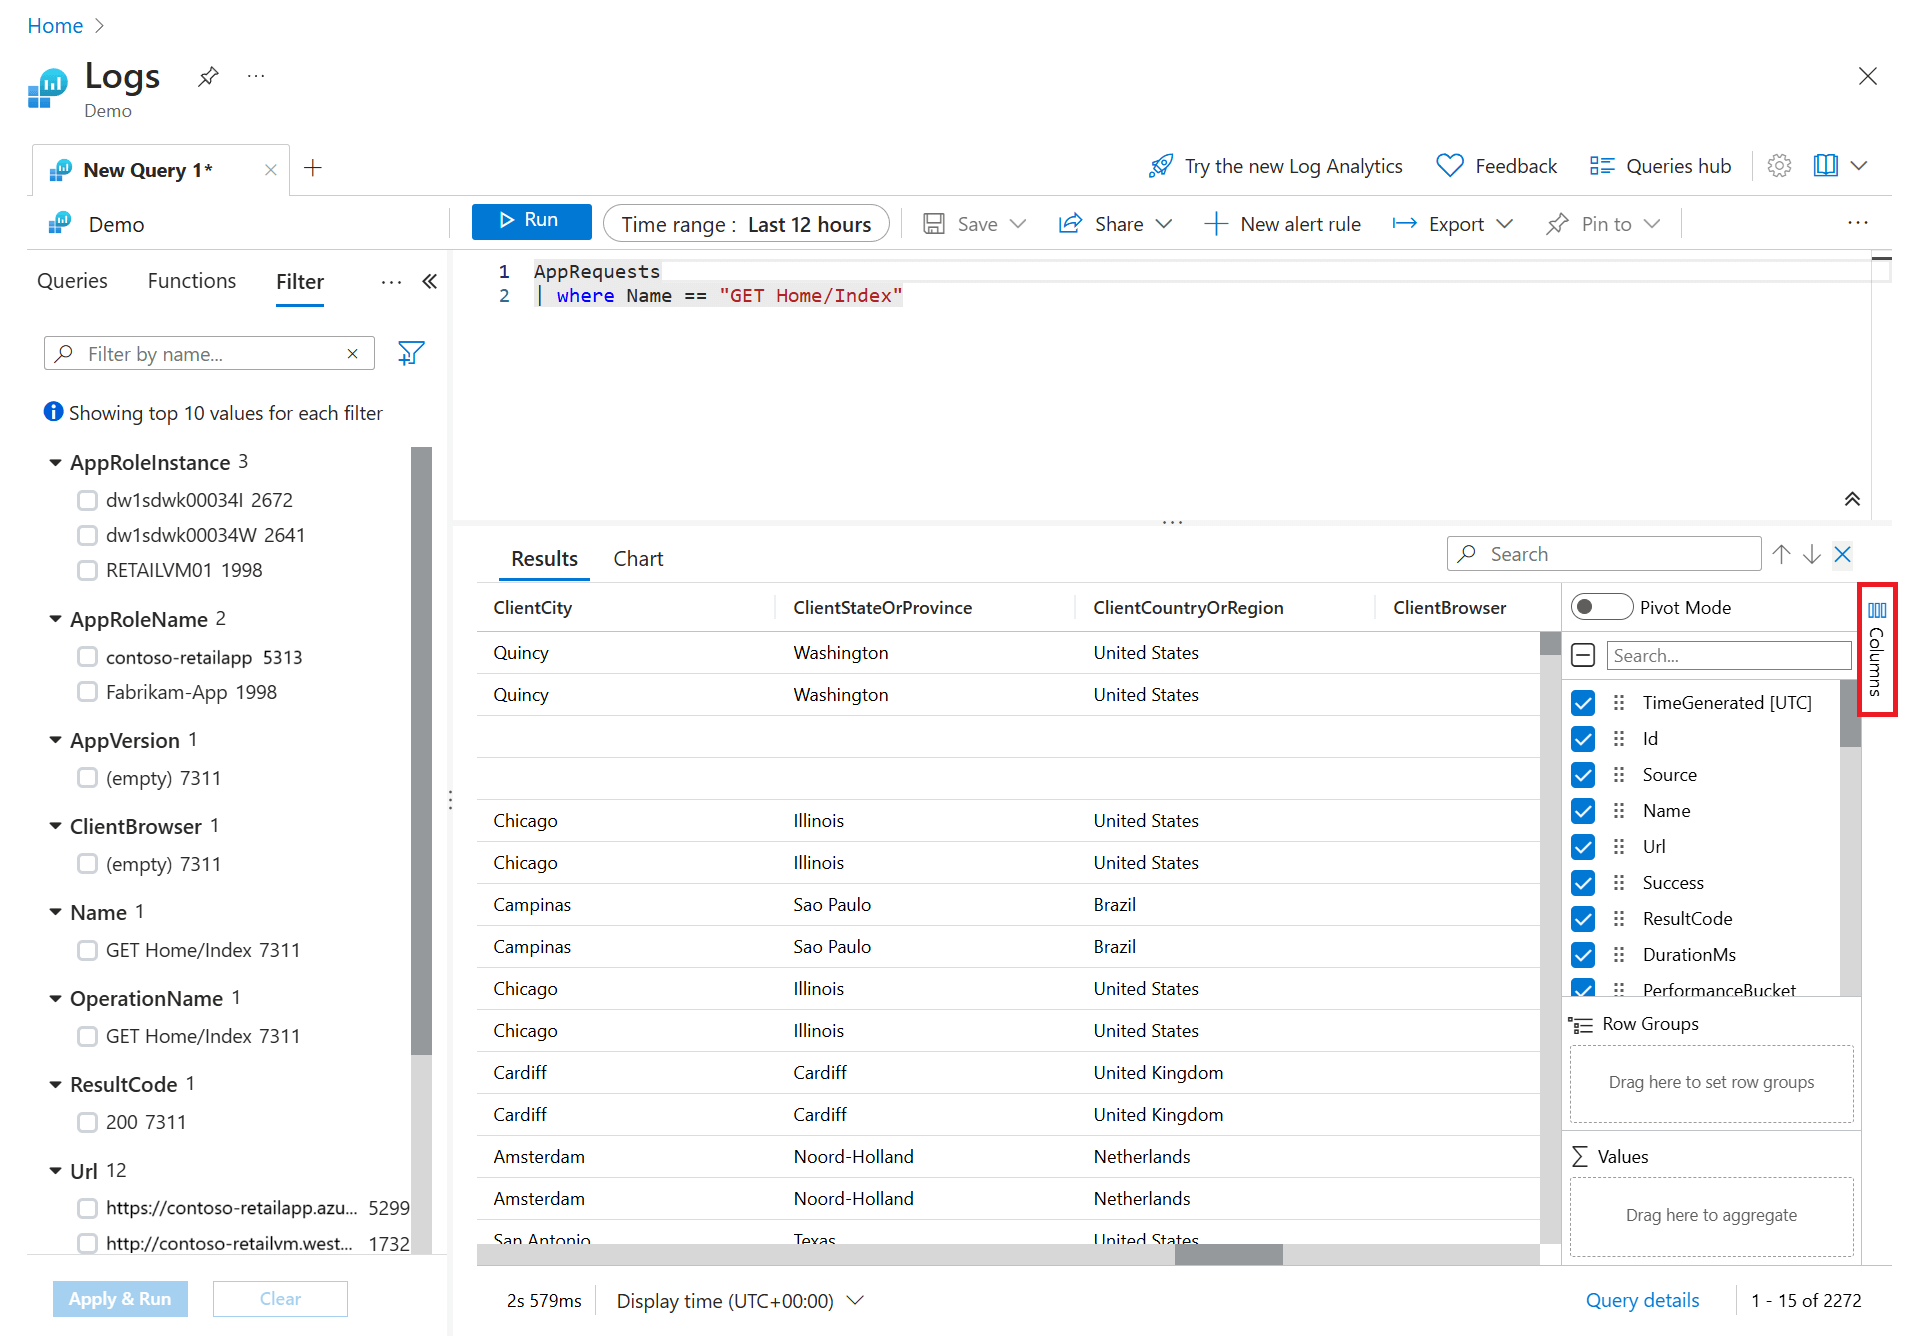 Home
Logs
Demo
New Query 1*
Try the new Log Analytics
Feedback
Queries hub
Demo
Run
Time range : Last 12 hours
Save
Share
New alert rule
Export
Pin to
Queries
Functions
Filter
1 AppRequests
2 | where Name == "GET Home/Index"
Filter by name...
Showing top 10 values for each filter
AppRoleInstance 3
dw1sdwk00034I 2672
dw1sdwk00034W 2641
RETAILVM01 1998
AppRoleName 2
contoso-retailapp 5313
Fabrikam-App 1998
AppVersion 1
(empty) 7311
ClientBrowser 1
(empty) 7311
Name 1
GET Home/Index 7311
OperationName 1
GET Home/Index 7311
ResultCode 1
200 7311
Url 12
https://contoso-retailapp.azu... 5299
http://contoso-retailvm.west... 1732
Apply & Run
Clear
Results
Chart
Search
ClientCity ClientStateOrProvince ClientCountryOrRegion ClientBrowser
Quincy Washington United States
Quincy Washington United States
Chicago Illinois United States
Chicago Illinois United States
Campinas Sao Paulo Brazil
Campinas Sao Paulo Brazil
Chicago Illinois United States
Chicago Illinois United States
Cardiff Cardiff United Kingdom
Cardiff Cardiff United Kingdom
Amsterdam Noord-Holland Netherlands
Amsterdam Noord-Holland Netherlands
San Antonio Texas United States
Pivot Mode
Columns
Search...
TimeGenerated [UTC]
Id
Source
Name
Url
Success
ResultCode
DurationMs
PerformanceBucket
Row Groups
Drag here to set row groups
Values
Drag here to aggregate
2s 579ms
Display time (UTC+00:00)
Query details
1 - 15 of 2272